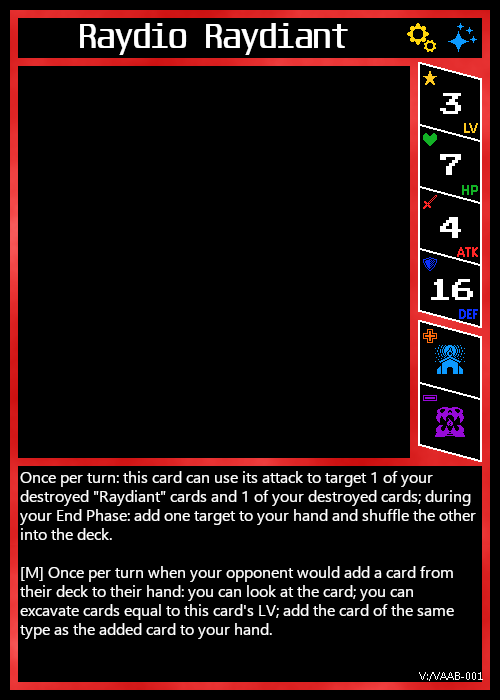 Raydio Raydiant
3
LV
7
HP
4
ATK
16
DEF
Once per turn: this card can use its attack to target 1 of your
destroyed "Raydiant" cards and 1 of your destroyed cards; during
your End Phase: add one target to your hand and shuffle the other
into the deck.
[M] Once per turn when your opponent would add a card from
their deck to their hand: you can look at the card; you can
excavate cards equal to this card's LV; add the card of the same
type as the added card to your hand.
V:/VAAB-001